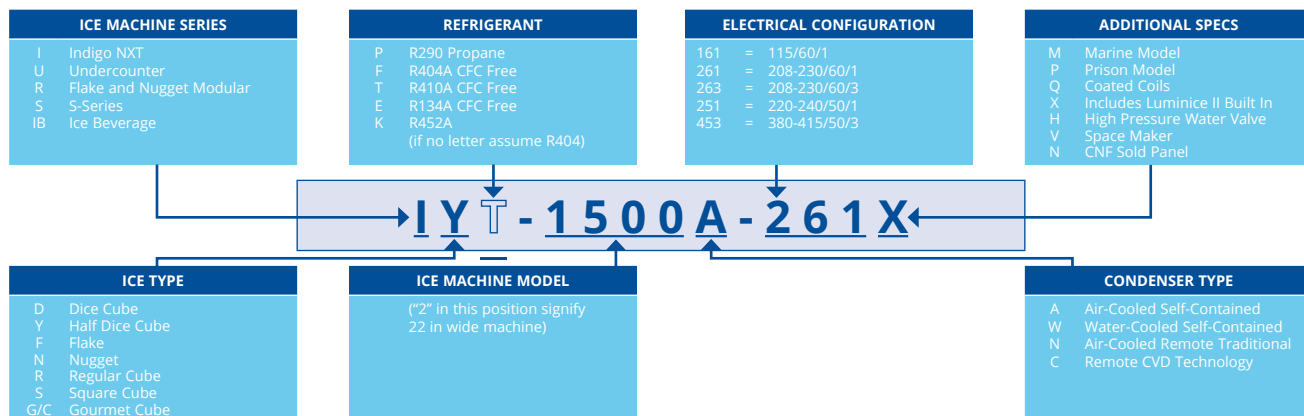 ICE MACHINE SERIES
I Indigo NXT
U Undercounter
R Flake and Nugget Modular
S S-Series
IB Ice Beverage
REFRIGERANT
P R290 Propane
F R404A CFC Free
T R410A CFC Free
E R134A CFC Free
K R452A
(if no letter assume R404)
ELECTRICAL CONFIGURATION
161 = 115/60/1
261 = 208-230/60/1
263 = 208-230/60/3
251 = 220-240/50/1
453 = 380-415/50/3
ADDITIONAL SPECS
M Marine Model
P Prison Model
Q Coated Coils
X Includes Luminice II Built In
H High Pressure Water Valve
V Space Maker
N CNF Sold Panel
IYT-1500A-261X
ICE TYPE
D Dice Cube
Y Half Dice Cube
F Flake
N Nugget
R Regular Cube
S Square Cube
G/C Gourmet Cube
ICE MACHINE MODEL
(“2” in this position signify
22 in wide machine)
CONDENSER TYPE
A Air-Cooled Self-Contained
W Water-Cooled Self-Contained
N Air-Cooled Remote Traditional
C Remote CVD Technology